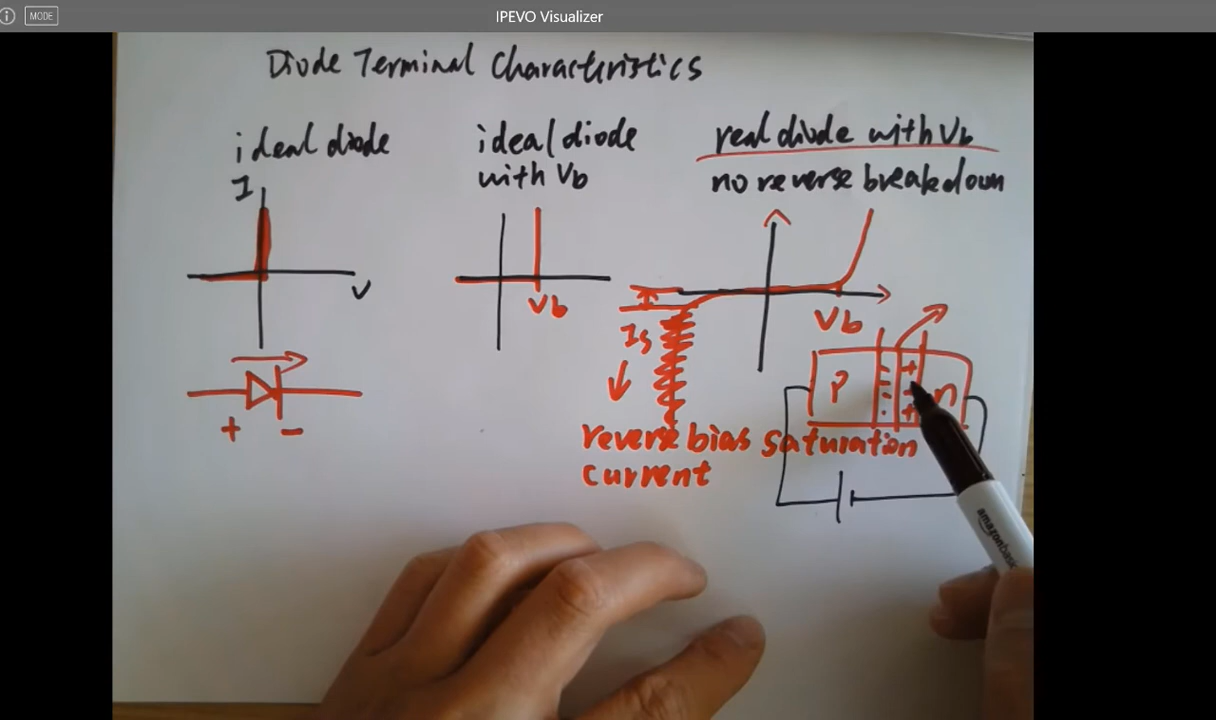 MODE
IPEVO Visualizer
Diode Terminal Characteristics
ideal diode
I
V
+ -
ideal diode
with Vb
Vb
real diode with Vb
no reverse breakdown
Vb
Is
P
n
+
+
+
reverse bias saturation
current
amazonbasic